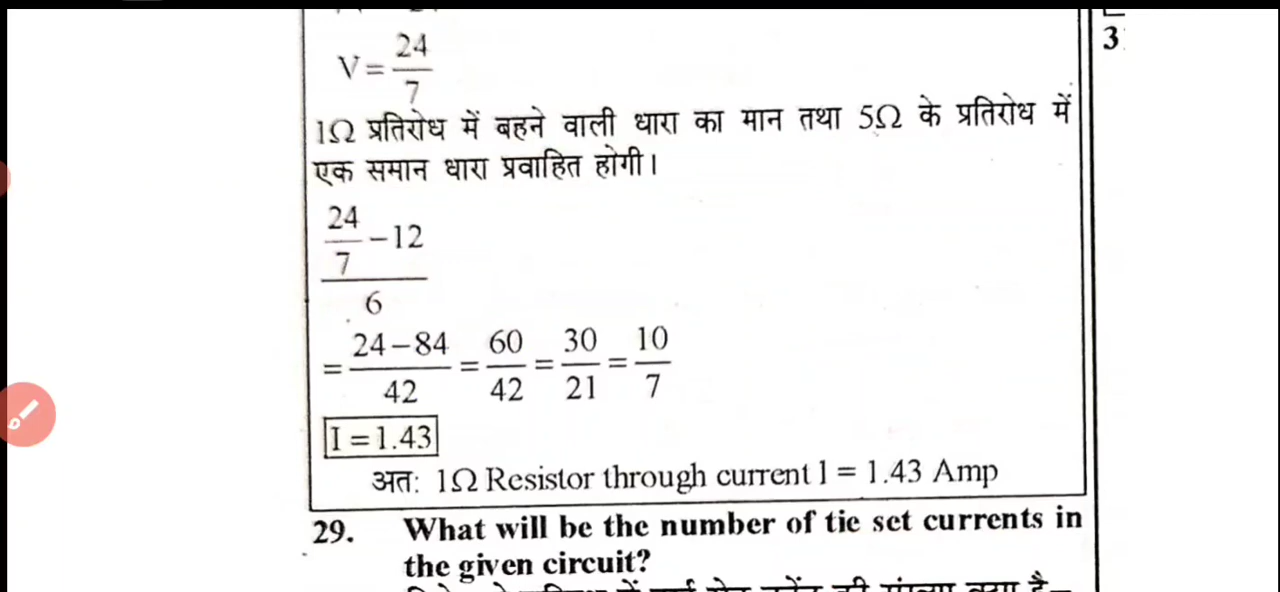 V = 24/7
3
1Ω प्रतिरोध में बहने वाली धारा का मान तथा 5Ω के प्रतिरोध में
एक समान धारा प्रवाहित होगी।
(24/7 – 12)/6
= (24 – 84)/42 = 60/42 = 30/21 = 10/7
I = 1.43
अतः 1Ω Resistor through current I = 1.43 Amp
29. What will be the number of tie set currents in
the given circuit?